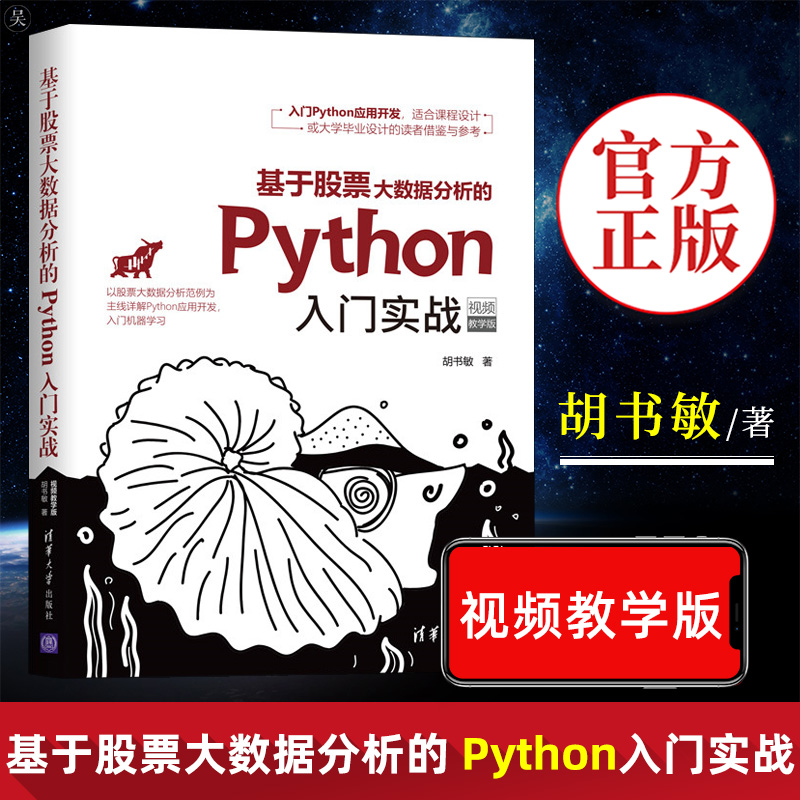 吴
入门Python应用开发，适合课程设计
或大学毕业设计的读者借鉴与参考
基于股票大数据分析的
Python
入门实战
视频
教学版
以股票大数据分析范例为
主线详解Python应用开发，
入门机器学习
胡书敏 著
清华
基于股票大数据分析的Python入门实战
视频教学版
胡书敏 著
清华大学出版社
官方
正版
胡书敏/著
视频教学版
基于股票大数据分析的 Python入门实战